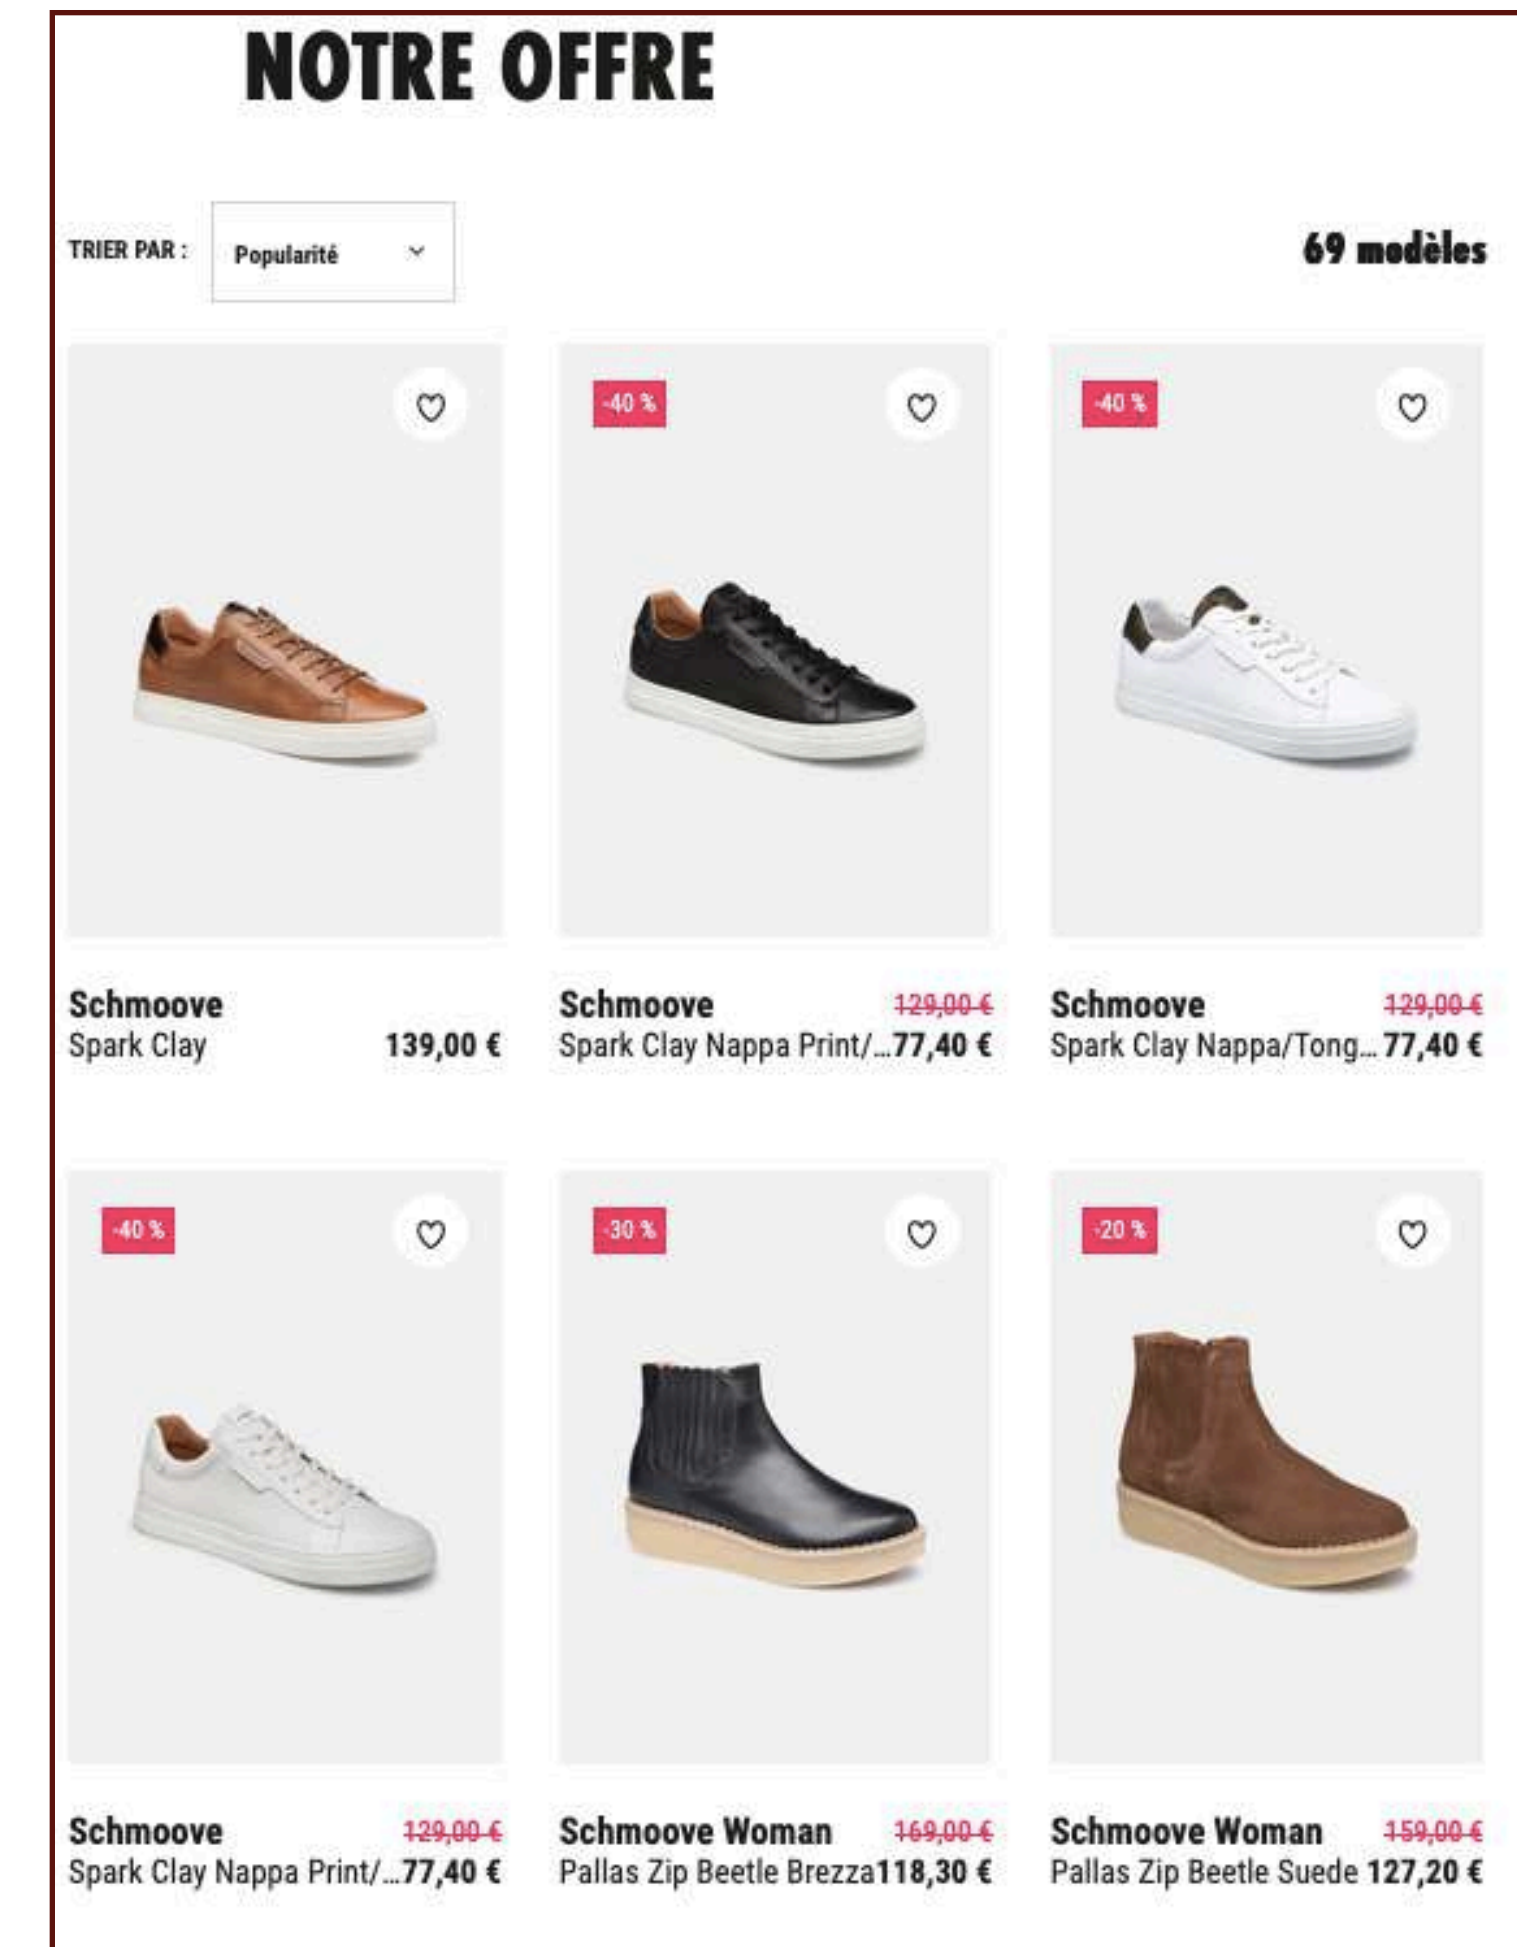 NOTRE OFFRE
TRIER PAR :
Popularité
69 modèles
-40 %
-40 %
Schmoove
Spark Clay
139,00 €
Schmoove
129,00 €
Spark Clay Nappa Print/...77,40 €
Schmoove
129,00 €
Spark Clay Nappa/Tong... 77,40 €
-40 %
-30 %
-20 %
Schmoove
129,00 €
Spark Clay Nappa Print/...77,40 €
Schmoove Woman
169,00 €
Pallas Zip Beetle Brezza118,30 €
Schmoove Woman
159,00 €
Pallas Zip Beetle Suede 127,20 €